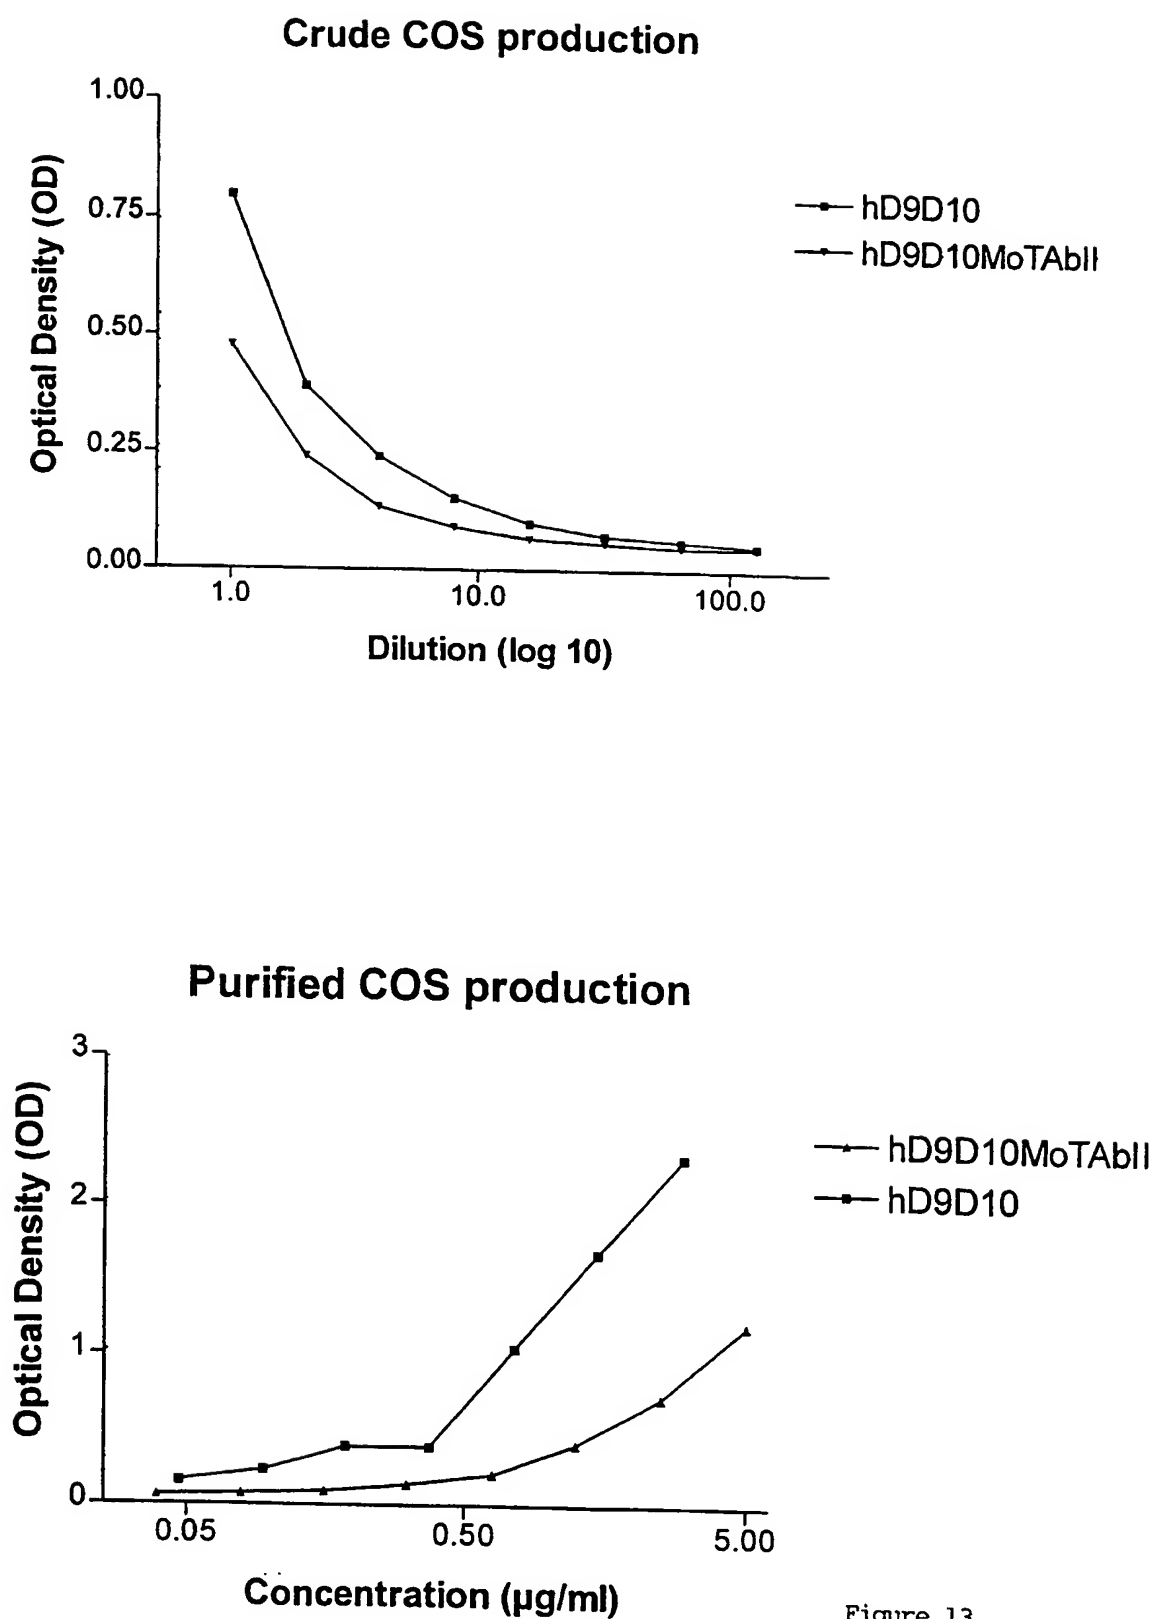 Crude COS production
1.00
0.75
0.50
0.25
0.00
Optical Density (OD)
1.0
10.0
100.0
Dilution (log 10)
hD9D10
hD9D10MoTAbII
Purified COS production
3
2
1
0
Optical Density (OD)
0.05
0.50
5.00
Concentration (µg/ml)
hD9D10MoTAbII
hD9D10
Figure 13